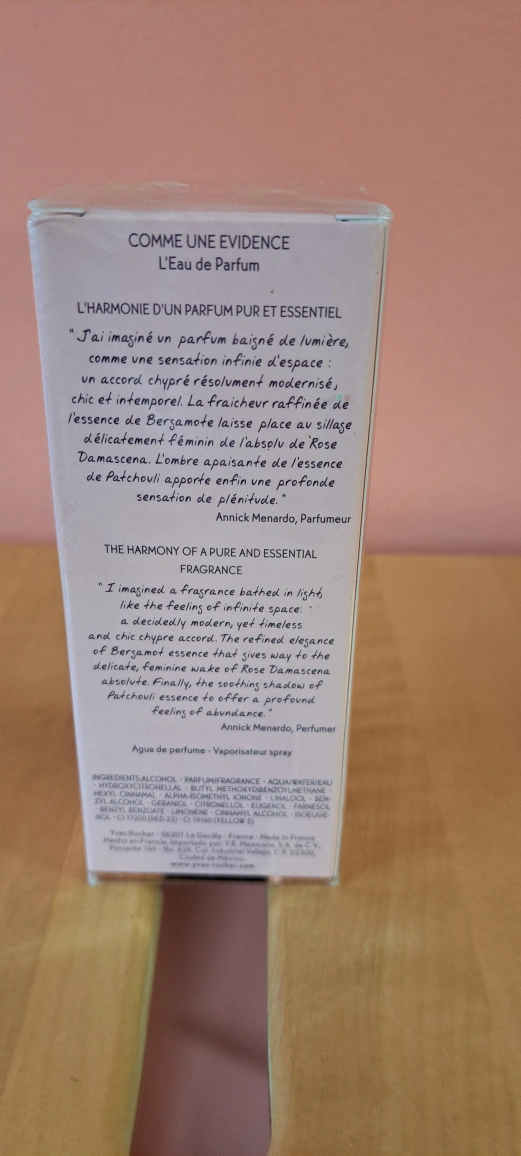 COMME UNE EVIDENCE
L'Eau de Parfum
L'HARMONIE D'UN PARFUM PUR ET ESSENTIEL
"J'ai imaginé un parfum baigné de lumière,
comme une sensation infinie d'espace :
un accord chypré résolument modernisé,
chic et intemporel. La fraicheur raffinée de
l'essence de Bergamote laisse place au sillage
délicatement féminin de l'absolu de Rose
Damascena. L'ombre apaisante de l'essence
de Patchouli apporte enfin une profonde
sensation de plénitude."
Annick Menardo, Parfumeur
THE HARMONY OF A PURE AND ESSENTIAL
FRAGRANCE
"I imagined a fragrance bathed in light,
like the feeling of infinite space:
a decidedly modern, yet timeless
and chic chypre accord. The refined elegance
of Bergamot essence that gives way to the
delicate, feminine wake of Rose Damascena
absolute. Finally, the soothing shadow of
Patchouli essence to offer a profound
feeling of abundance."
Annick Menardo, Perfumer
Agua de perfume - Vaporisateur spray
INGREDIENTS: ALCOHOL - PARFUM/FRAGRANCE - AQUA/WATER/EAU
- HYDROXYCITRONELLAL - BUTYL METHOXYDIBENZOYLMETHANE -
HEXYL CINNAMAL - ALPHA-ISOMETHYL IONONE - LINALOOL - BEN-
ZYL ALCOHOL - GERANIOL - CITRONELLOL - EUGENOL - FARNESOL
- BENZYL BENZOATE - LIMONENE - CINNAMYL ALCOHOL - ISOEUGE-
NOL - CI 17200 (RED 33) - CI 19140 (YELLOW 5)
Yves Rocher - 56201 La Gacilly - France - Made in France
Hecho en Francia, Importado por: Y.R. Mexicana, S.A. de C.V.,
Poniente 146 - No. Col. Industrial Vallejo, C.P. 02300,
Ciudad de México.
www.yves-rocher.com